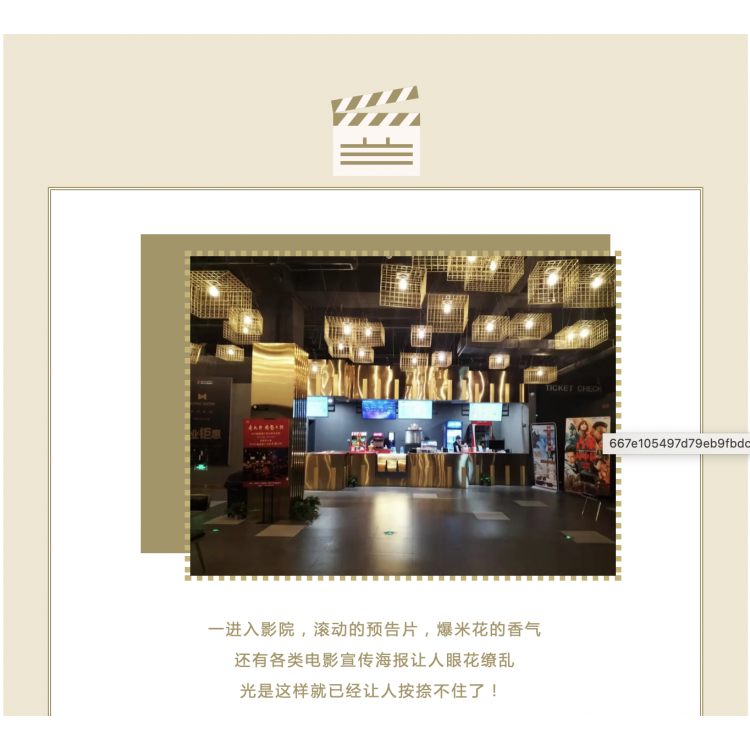 TICKET CHECK
667e105497d79eb9fbdc
一进入影院，滚动的预告片，爆米花的香气
还有各类电影宣传海报让人眼花缭乱
光是这样就已经让人按捺不住了！